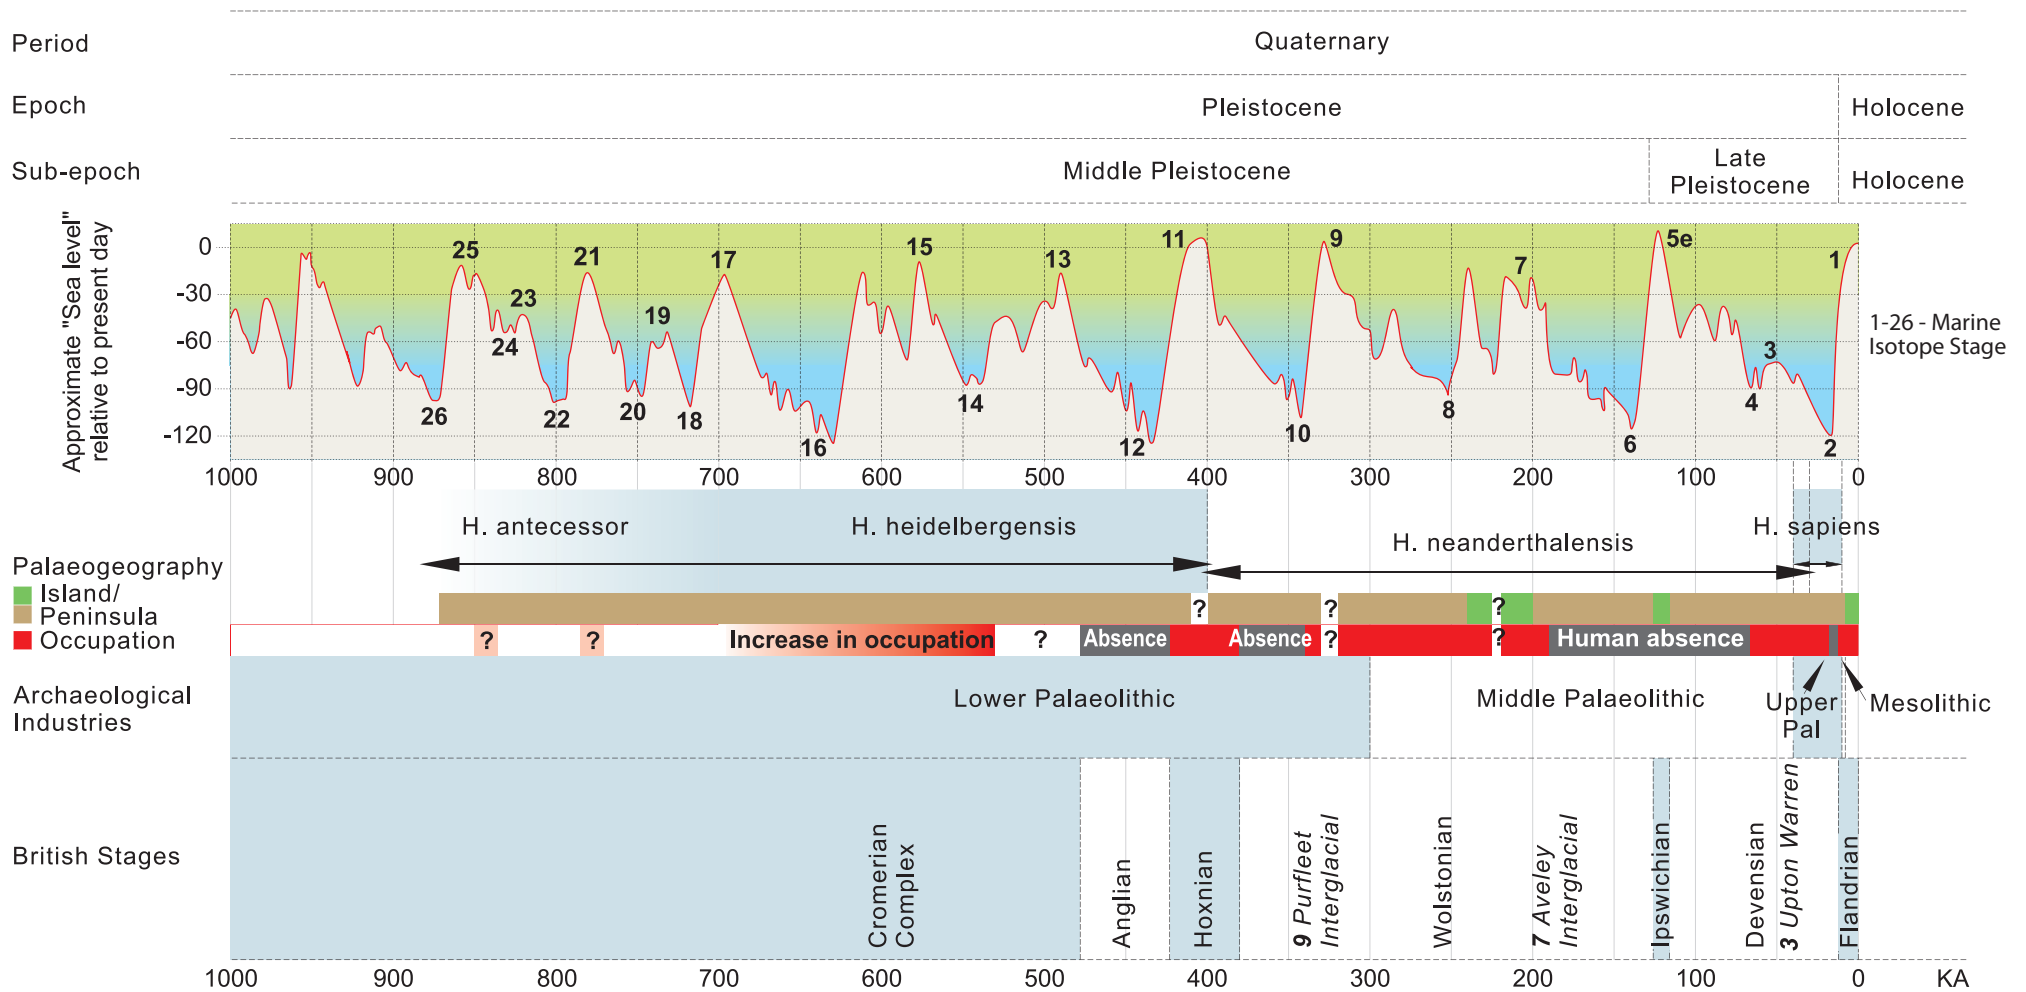 Period
Quaternary
Epoch
Pleistocene
Holocene
Sub-epoch
Middle Pleistocene
Late
Pleistocene
Holocene
Approximate "Sea level"
relative to present day
0
-30
-60
-90
-120
25
21
17
15
13
11
9
7
5e
1
23
19
24
3
26
22
20
18
16
14
12
10
8
6
4
2
1-26 - Marine
Isotope Stage
1000 900 800 700 600 500 400 300 200 100 0
H. antecessor
H. heidelbergensis
H. neanderthalensis
H. sapiens
Palaeogeography
Island/
Peninsula
? ? ?
Occupation
? ? Increase in occupation ? Absence Absence ? ? Human absence
Archaeological
Industries
Lower Palaeolithic
Middle Palaeolithic
Upper
Pal
Mesolithic
British Stages
Cromerian
Complex
Anglian
Hoxnian
9 Purfleet
Interglacial
Wolstonian
7 Aveley
Interglacial
Ipswichian
Devensian
3 Upton Warren
Flandrian
1000 900 800 700 600 500 400 300 200 100 0 KA